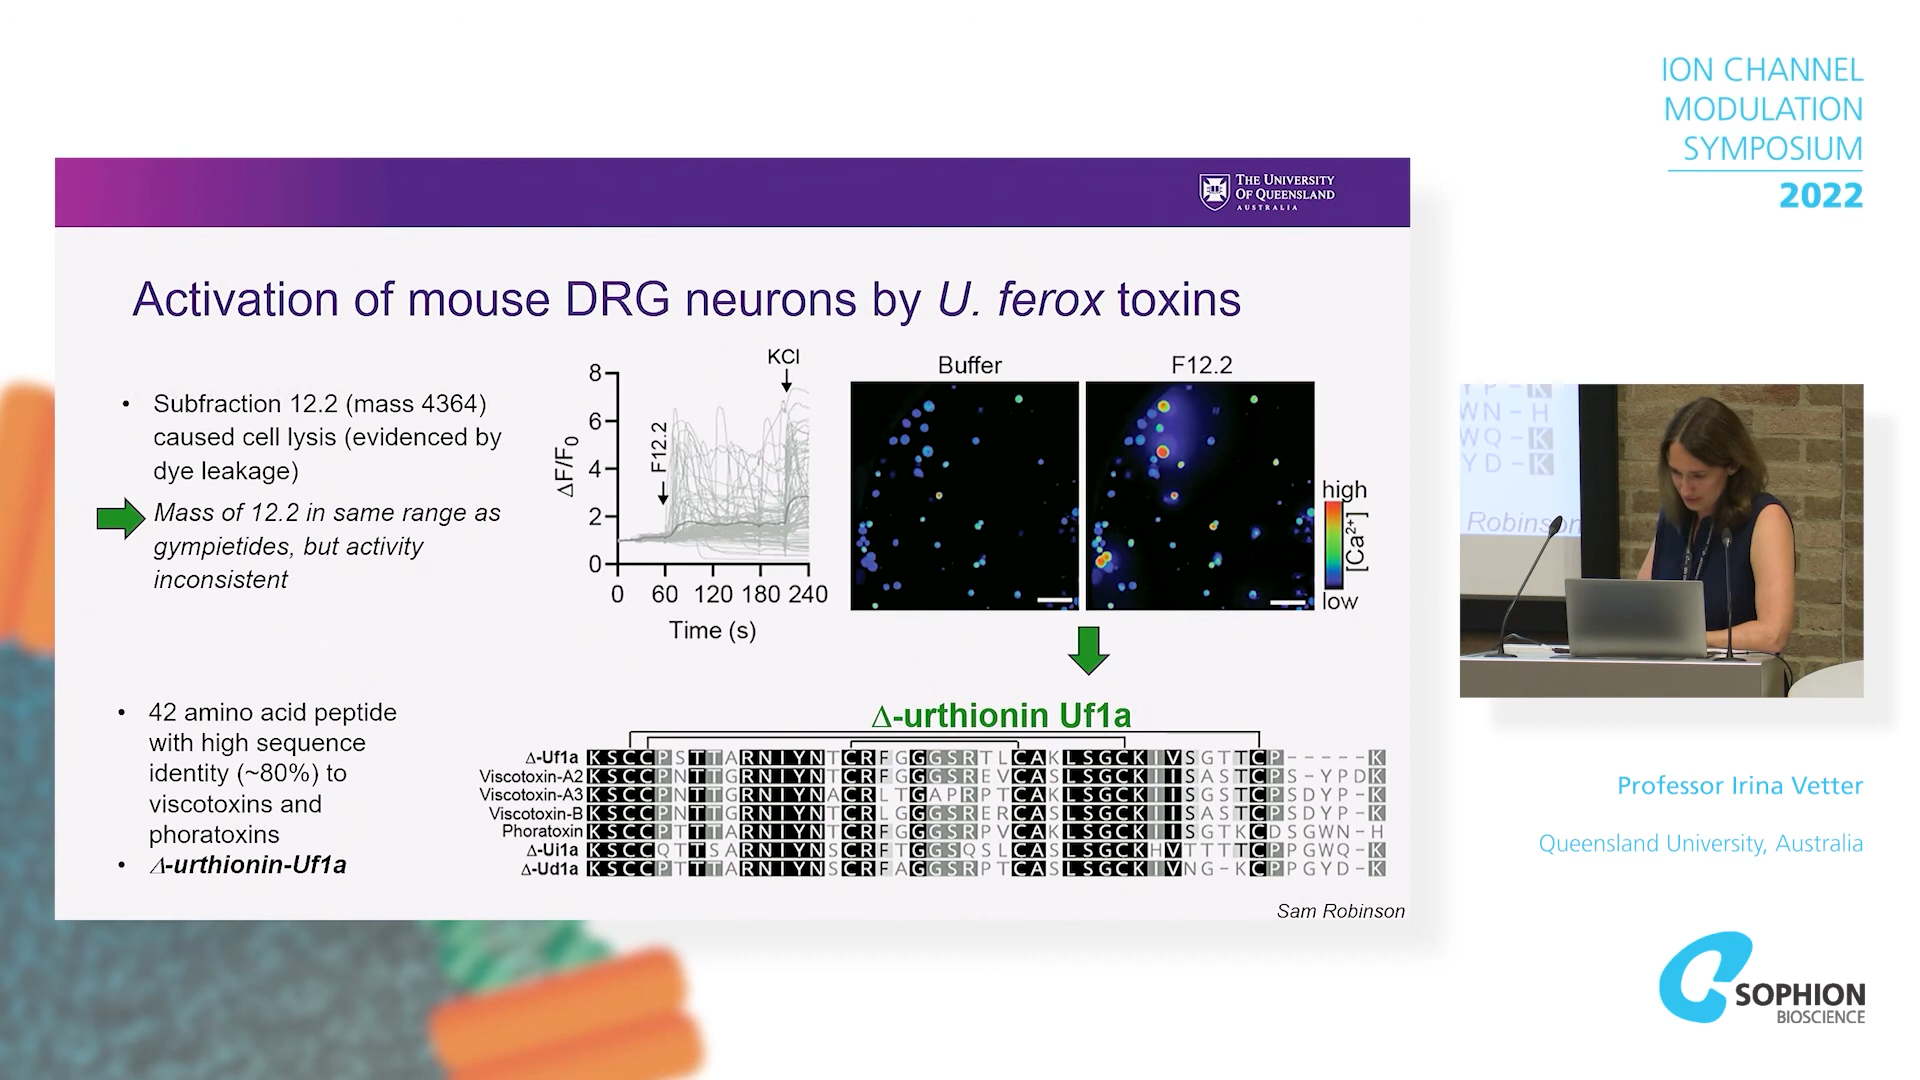 ION CHANNEL
MODULATION
SYMPOSIUM
2022
THE UNIVERSITY
OF QUEENSLAND
AUSTRALIA
Activation of mouse DRG neurons by U. ferox toxins
• Subfraction 12.2 (mass 4364)
caused cell lysis (evidenced by
dye leakage)
Mass of 12.2 in same range as
gympietides, but activity
inconsistent
KCl
F12.2
ΔF/F0
8
6
4
2
0
0 60 120 180 240
Time (s)
Buffer
F12.2
high
[Ca2+]
low
• 42 amino acid peptide
with high sequence
identity (~80%) to
viscotoxins and
phoratoxins
• Δ-urthionin-Uf1a
Δ-urthionin Uf1a
Δ-Uf1a KSCCPSTTARNIYNTCRFGGGSRTLCAKLSGCKIVSGTTCP-----K
Viscotoxin-A2 KSCCPNTTGRNIYNTCRFGGGSREVCASLSGCKIISASTCPS-YPDK
Viscotoxin-A3 KSCCPNTTGRNIYNACRLTGAPRPTCAKLSGCKIISGSTCPSDYP-K
Viscotoxin-B KSCCPNTTGRNIYNTCRLGGGSRERCASLSGCKIISASTCPSDYP-K
Phoratoxin KSCCPTTTARNIYNTCRFGGGSRPVCAKLSGCKIISGTKCDSGWN-H
Δ-Ui1a KSCCQTTSARNIYNSCRFTGGSQSLCASLSGCKHVTTTTCPPGWQ-K
Δ-Ud1a KSCCPTTTARNIYNSCRFAGGSRPTCASLSGCKIVNG-KCPPGYD-K
Sam Robinson
P - K
WN - H
WQ - K
YD - K
Robinson
Professor Irina Vetter
Queensland University, Australia
SOPHION
BIOSCIENCE